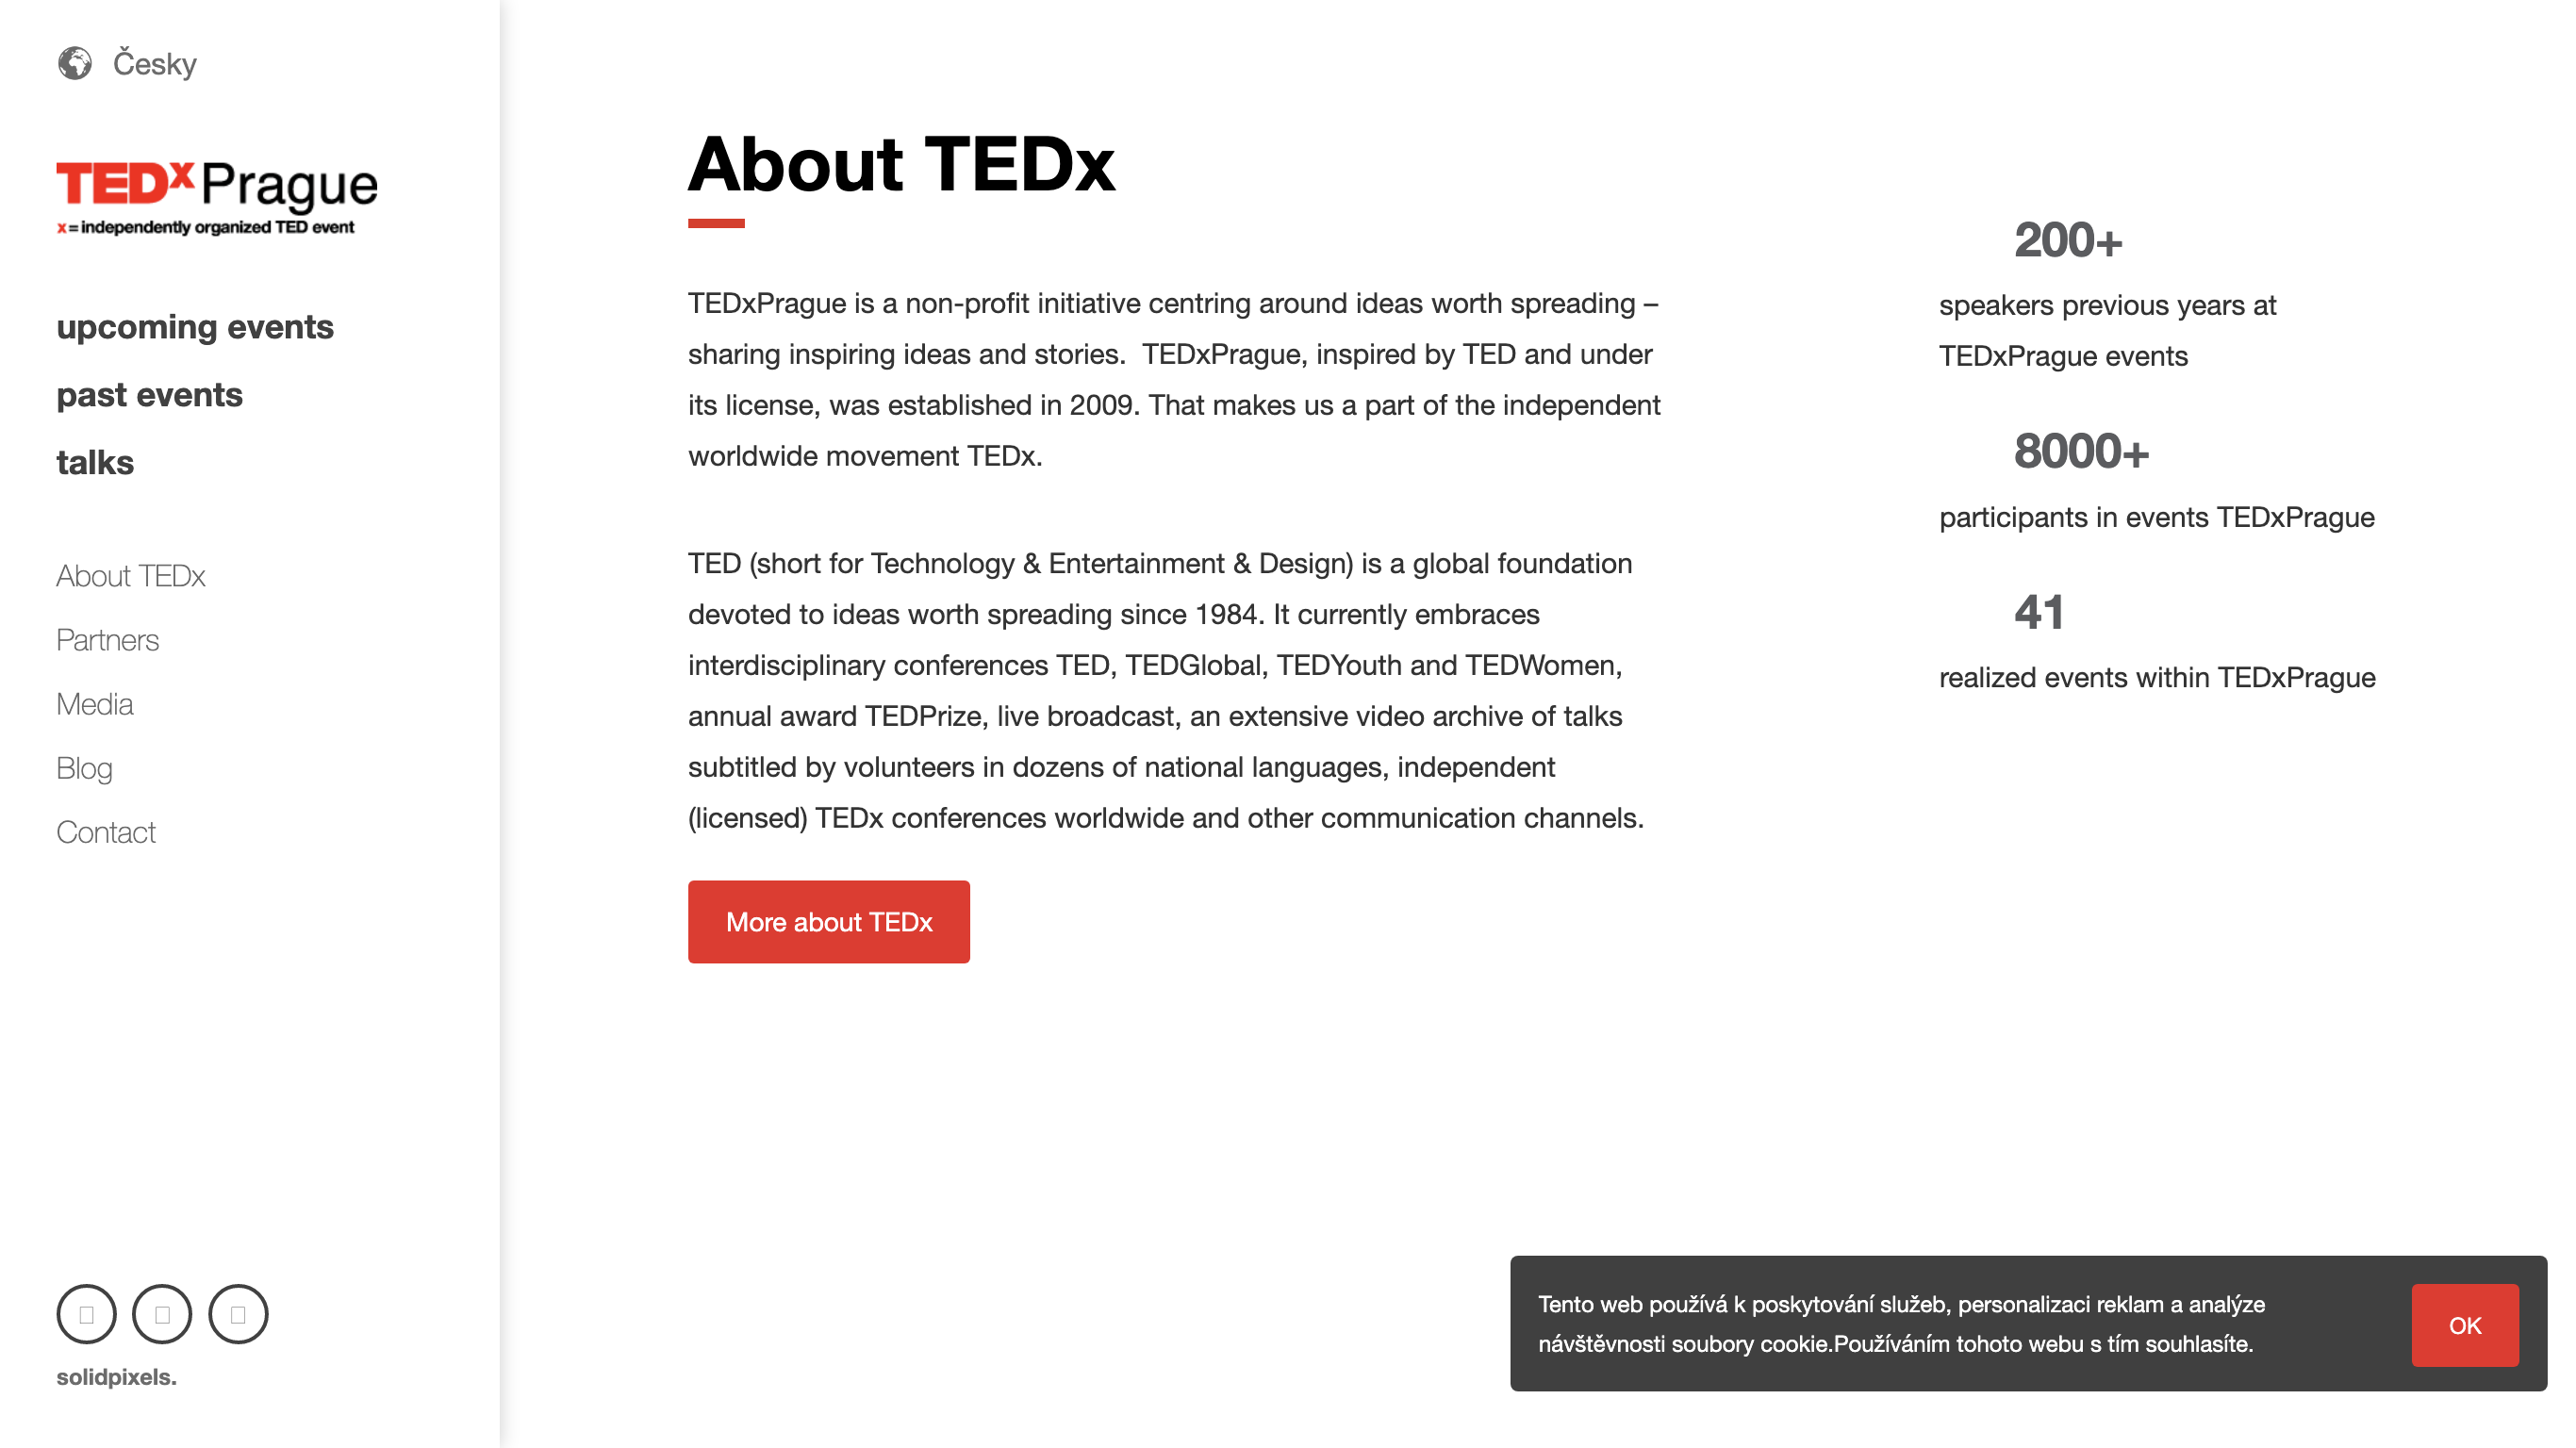 Česky
TEDxPrague
x = independently organized TED event
upcoming events
past events
talks
About TEDx
Partners
Media
Blog
Contact
solidpixels.
About TEDx
TEDxPrague is a non-profit initiative centring around ideas worth spreading –
sharing inspiring ideas and stories.  TEDxPrague, inspired by TED and under
its license, was established in 2009. That makes us a part of the independent
worldwide movement TEDx.
TED (short for Technology & Entertainment & Design) is a global foundation
devoted to ideas worth spreading since 1984. It currently embraces
interdisciplinary conferences TED, TEDGlobal, TEDYouth and TEDWomen,
annual award TEDPrize, live broadcast, an extensive video archive of talks
subtitled by volunteers in dozens of national languages, independent
(licensed) TEDx conferences worldwide and other communication channels.
More about TEDx
200+
speakers previous years at
TEDxPrague events
8000+
participants in events TEDxPrague
41
realized events within TEDxPrague
Tento web používá k poskytování služeb, personalizaci reklam a analýze
návštěvnosti soubory cookie.Používáním tohoto webu s tím souhlasíte.
OK